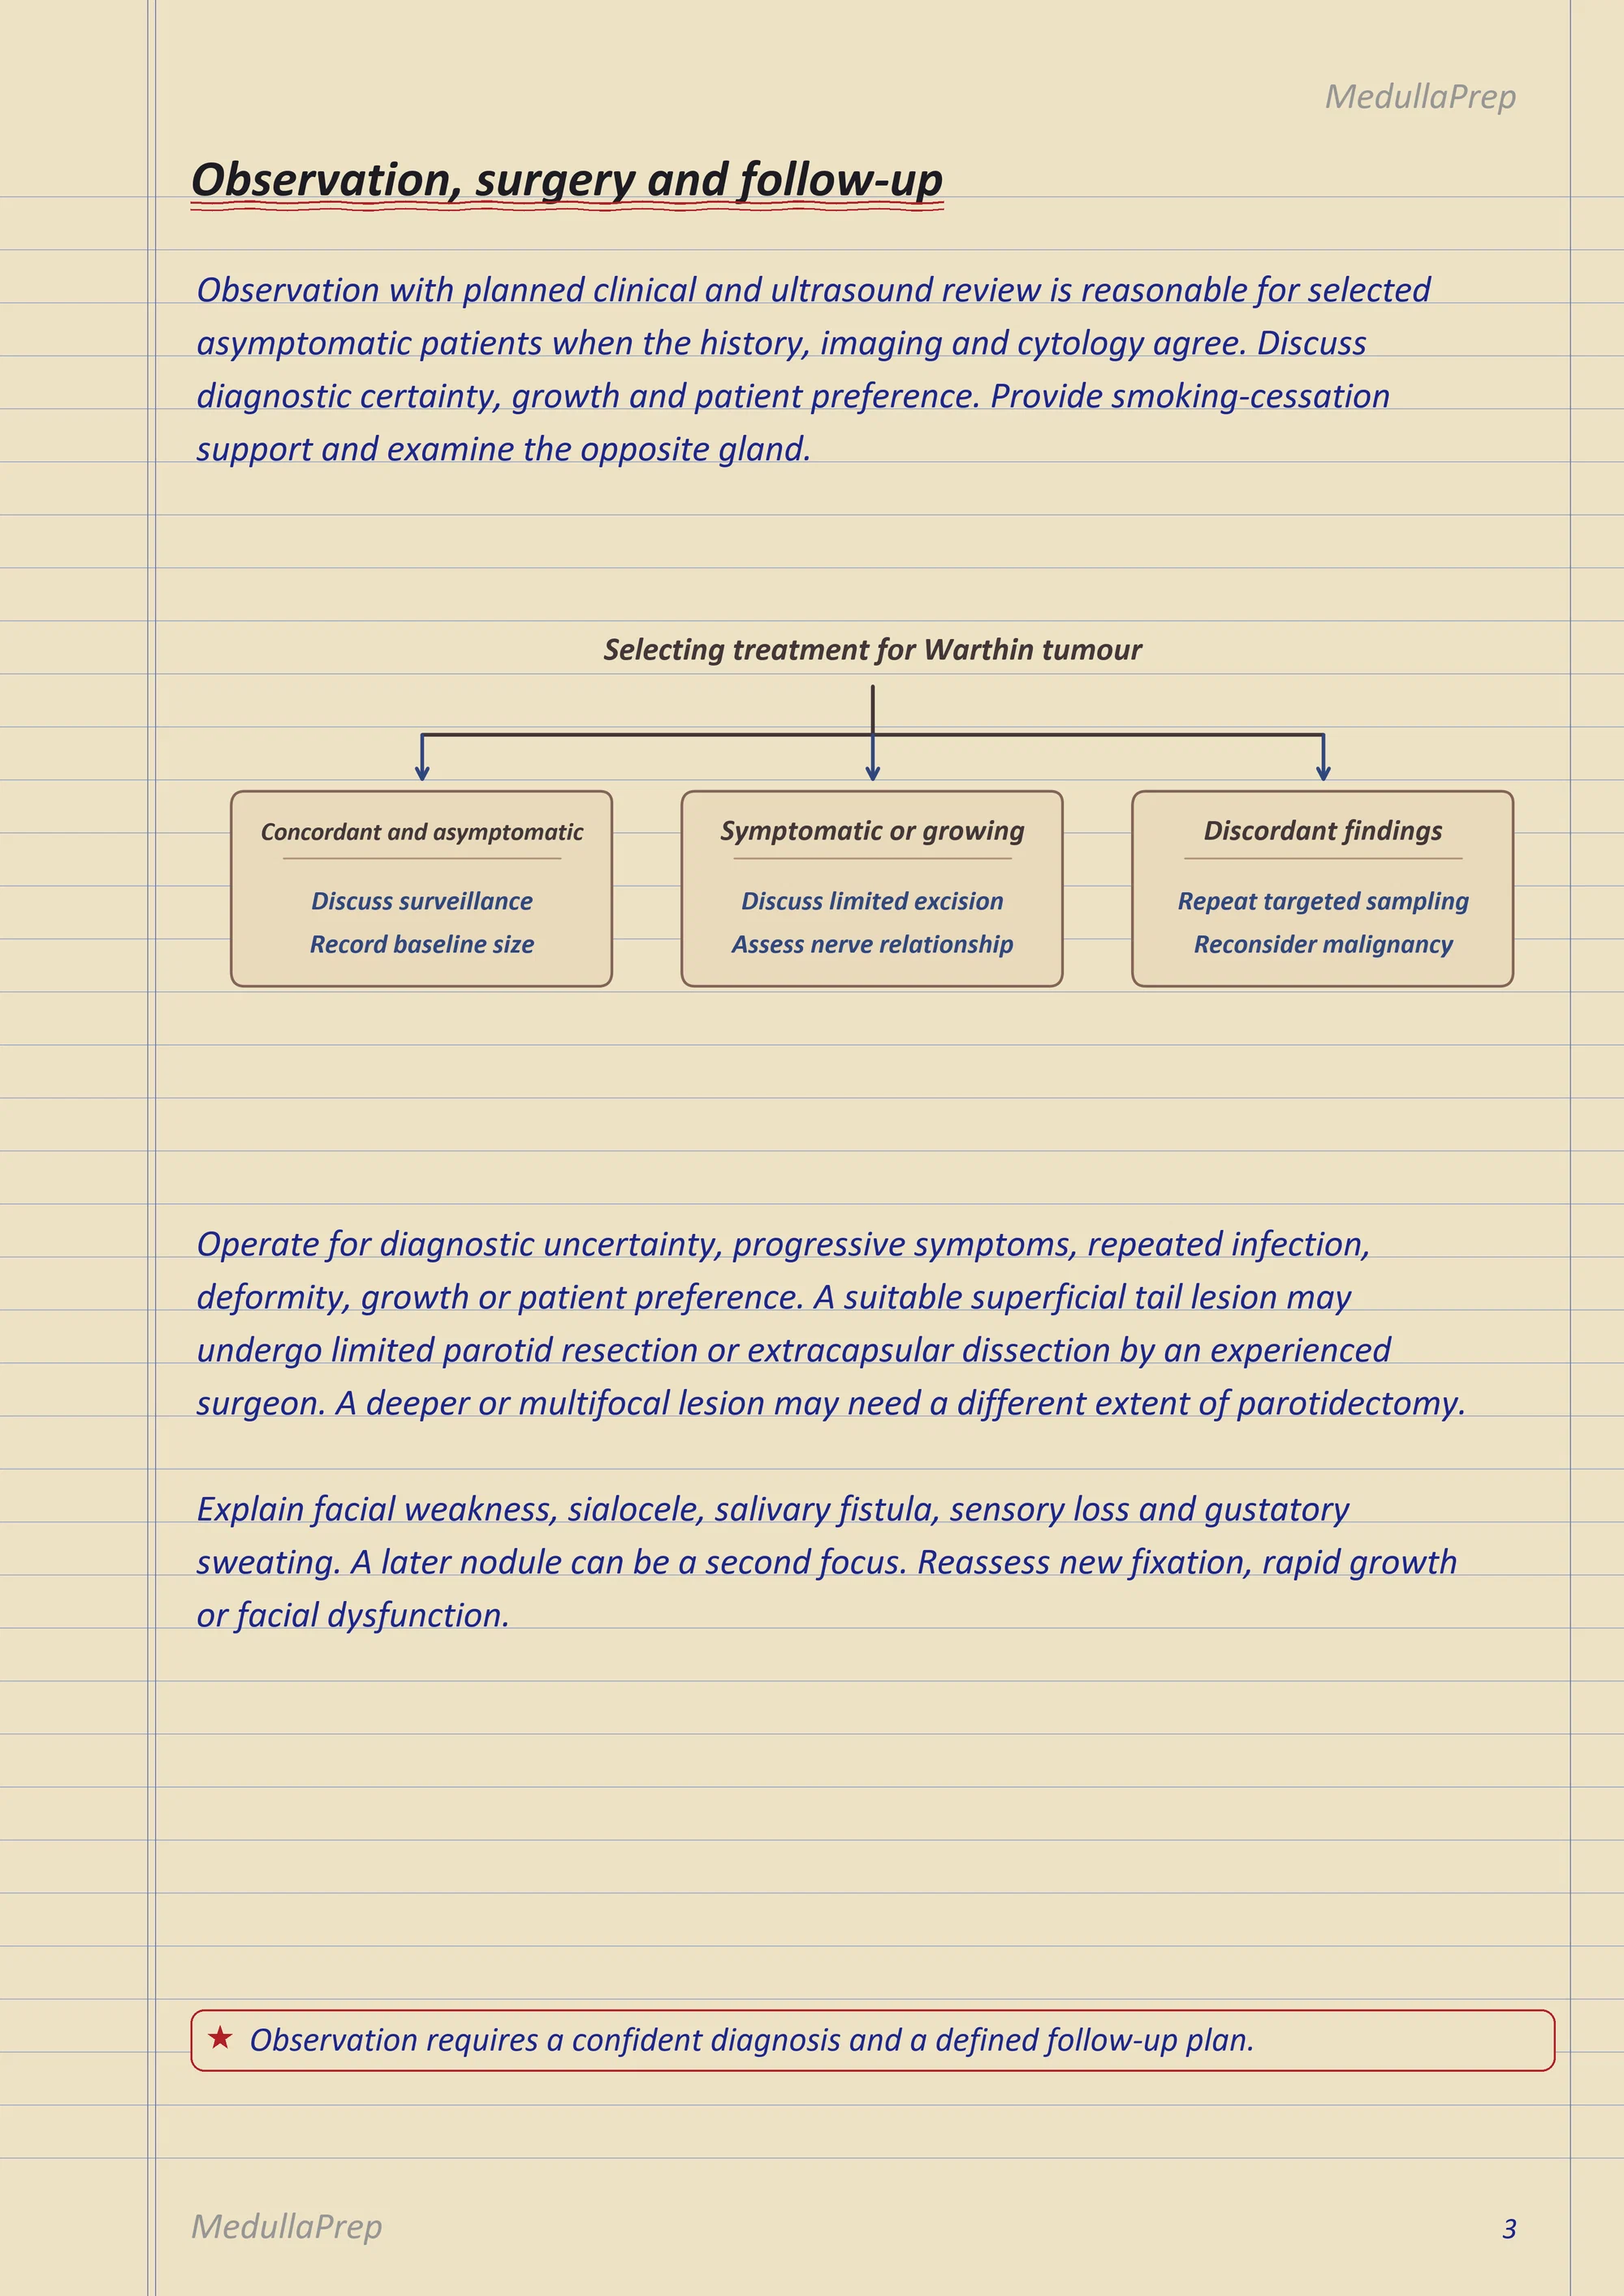 MedullaPrep
Observation, surgery and follow-up
Observation with planned clinical and ultrasound review is reasonable for selected
asymptomatic patients when the history, imaging and cytology agree. Discuss
diagnostic certainty, growth and patient preference. Provide smoking-cessation
support and examine the opposite gland.
Selecting treatment for Warthin tumour
Concordant and asymptomatic
Discuss surveillance
Record baseline size
Symptomatic or growing
Discuss limited excision
Assess nerve relationship
Discordant findings
Repeat targeted sampling
Reconsider malignancy
Operate for diagnostic uncertainty, progressive symptoms, repeated infection,
deformity, growth or patient preference. A suitable superficial tail lesion may
undergo limited parotid resection or extracapsular dissection by an experienced
surgeon. A deeper or multifocal lesion may need a different extent of parotidectomy.
Explain facial weakness, sialocele, salivary fistula, sensory loss and gustatory
sweating. A later nodule can be a second focus. Reassess new fixation, rapid growth
or facial dysfunction.
★ Observation requires a confident diagnosis and a defined follow-up plan.
MedullaPrep
3